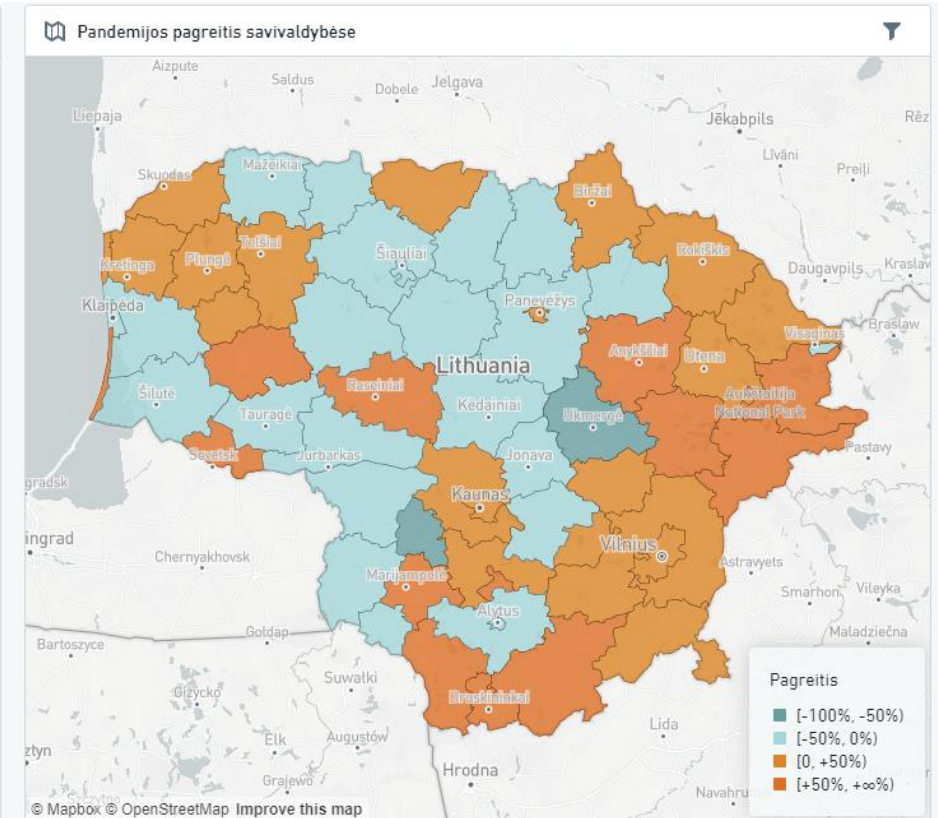 Pandemijos pagreitis savivaldybėse
Aizpute
Saldus
Dobele
Jelgava
Liepaja
Jēkabpils
Rēz
Līvāni
Preiļi
Mažeikiai
Skuodas
Biržai
Telšiai
Šiauliai
Rokiškis
Kretinga
Plungė
Daugavpils
Kraslav
Klaipėda
Panevėžys
Visaginas
Braslaw
Anykščiai
Utena
Lithuania
Raseiniai
Šilutė
Aukštaitija
National Park
Kėdainiai
Tauragė
Ukmergė
Pastavy
Sovetsk
Jurbarkas
Jonava
gradsk
Kaunas
ingrad
Vilnius
Chernyakhovsk
Astravyets
Marijampolė
Smarhon
Vileyka
Alytus
Gołdap
Maladziečna
Bartoszyce
Suwałki
Giżycko
Druskininkai
Lida
Ełk
Augustów
ztyn
Hrodna
Grajewo
Navahru
Pagreitis
[-100%, -50%)
[-50%, 0%)
[0, +50%)
[+50%, +∞%)
© Mapbox © OpenStreetMap Improve this map